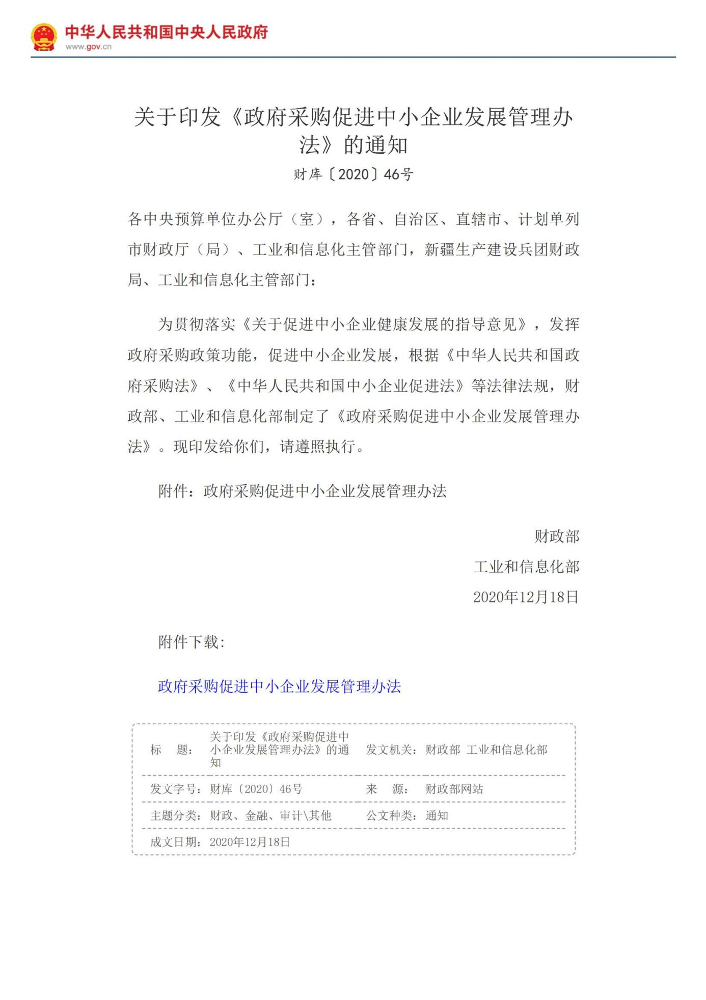 中华人民共和国中央人民政府
www.gov.cn
关于印发《政府采购促进中小企业发展管理办
法》的通知
财库〔2020〕46号
各中央预算单位办公厅（室），各省、自治区、直辖市、计划单列
市财政厅（局）、工业和信息化主管部门，新疆生产建设兵团财政
局、工业和信息化主管部门：
为贯彻落实《关于促进中小企业健康发展的指导意见》，发挥
政府采购政策功能，促进中小企业发展，根据《中华人民共和国政
府采购法》、《中华人民共和国中小企业促进法》等法律法规，财
政部、工业和信息化部制定了《政府采购促进中小企业发展管理办
法》。现印发给你们，请遵照执行。
附件：政府采购促进中小企业发展管理办法
财政部
工业和信息化部
2020年12月18日
附件下载:
政府采购促进中小企业发展管理办法
标 题： 关于印发《政府采购促进中
小企业发展管理办法》的通
知
发文机关： 财政部 工业和信息化部
发文字号： 财库〔2020〕46号 来 源： 财政部网站
主题分类： 财政、金融、审计\其他 公文种类： 通知
成文日期： 2020年12月18日